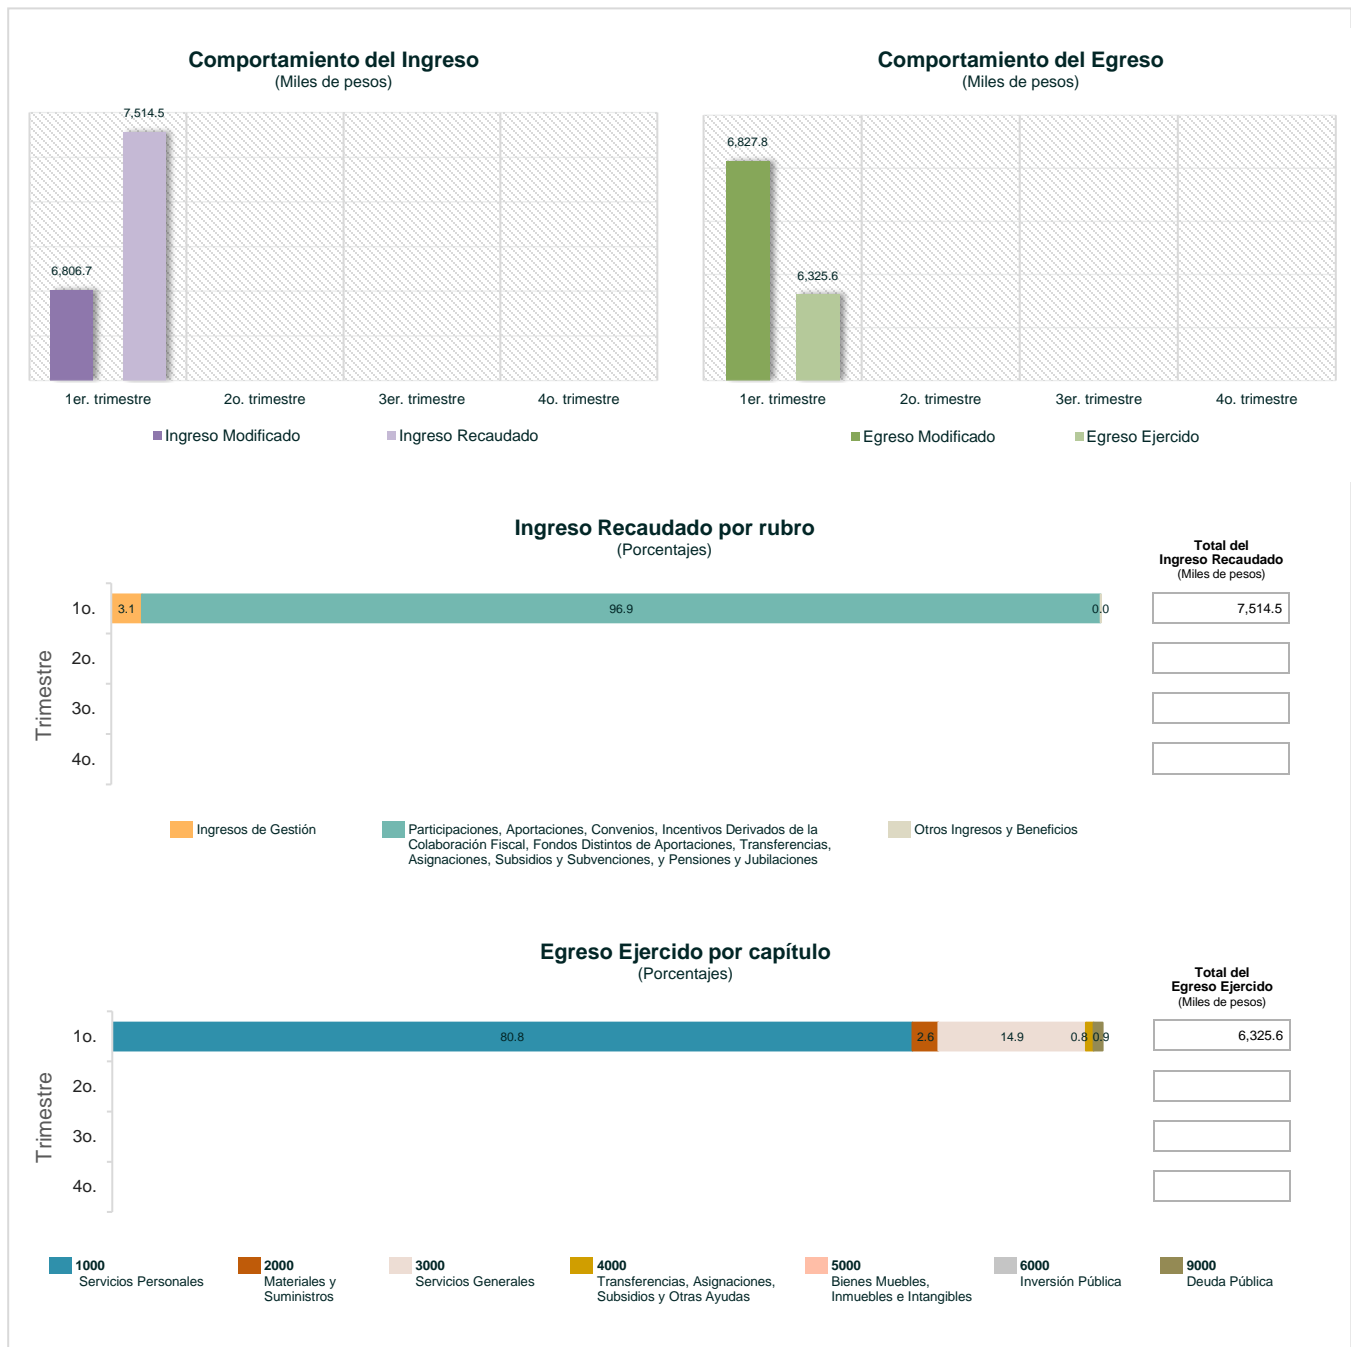 Comportamiento del Ingreso
(Miles de pesos)
7,514.5
6,806.7
1er. trimestre 2o. trimestre 3er. trimestre 4o. trimestre
Ingreso Modificado Ingreso Recaudado
Comportamiento del Egreso
(Miles de pesos)
6,827.8
6,325.6
1er. trimestre 2o. trimestre 3er. trimestre 4o. trimestre
Egreso Modificado Egreso Ejercido
Ingreso Recaudado por rubro
(Porcentajes)
Total del
Ingreso Recaudado
(Miles de pesos)
Trimestre
1o. 3.1 96.9 0.0 7,514.5
2o.
3o.
4o.
Ingresos de Gestión
Participaciones, Aportaciones, Convenios, Incentivos Derivados de la
Colaboración Fiscal, Fondos Distintos de Aportaciones, Transferencias,
Asignaciones, Subsidios y Subvenciones, y Pensiones y Jubilaciones
Otros Ingresos y Beneficios
Egreso Ejercido por capítulo
(Porcentajes)
Total del
Egreso Ejercido
(Miles de pesos)
Trimestre
1o. 80.8 2.6 14.9 0.8 0.9 6,325.6
2o.
3o.
4o.
1000
Servicios Personales
2000
Materiales y
Suministros
3000
Servicios Generales
4000
Transferencias, Asignaciones,
Subsidios y Otras Ayudas
5000
Bienes Muebles,
Inmuebles e Intangibles
6000
Inversión Pública
9000
Deuda Pública